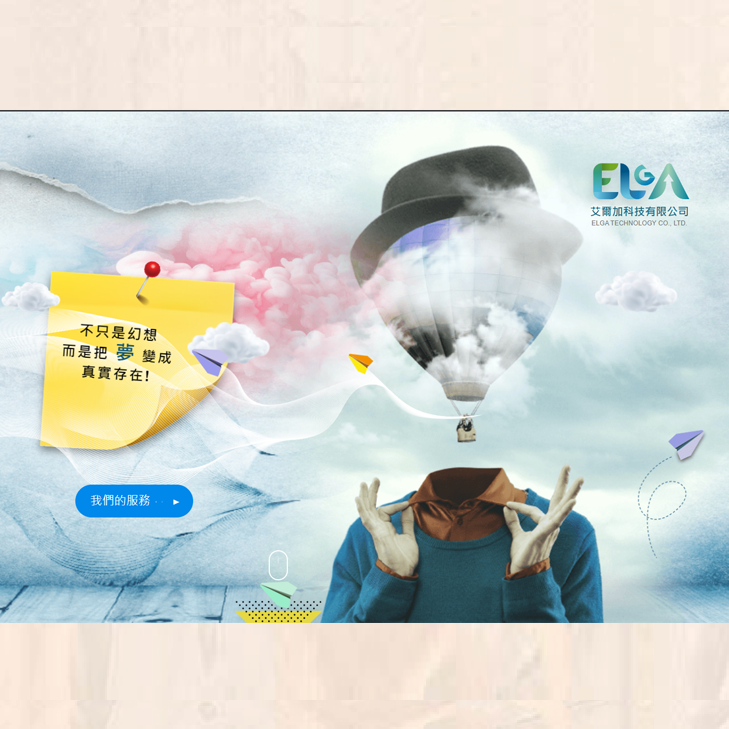 ELGA
艾爾加科技有限公司
ELGA TECHNOLOGY CO., LTD.
不只是幻想
而是把 夢 變成
真實存在!
我們的服務